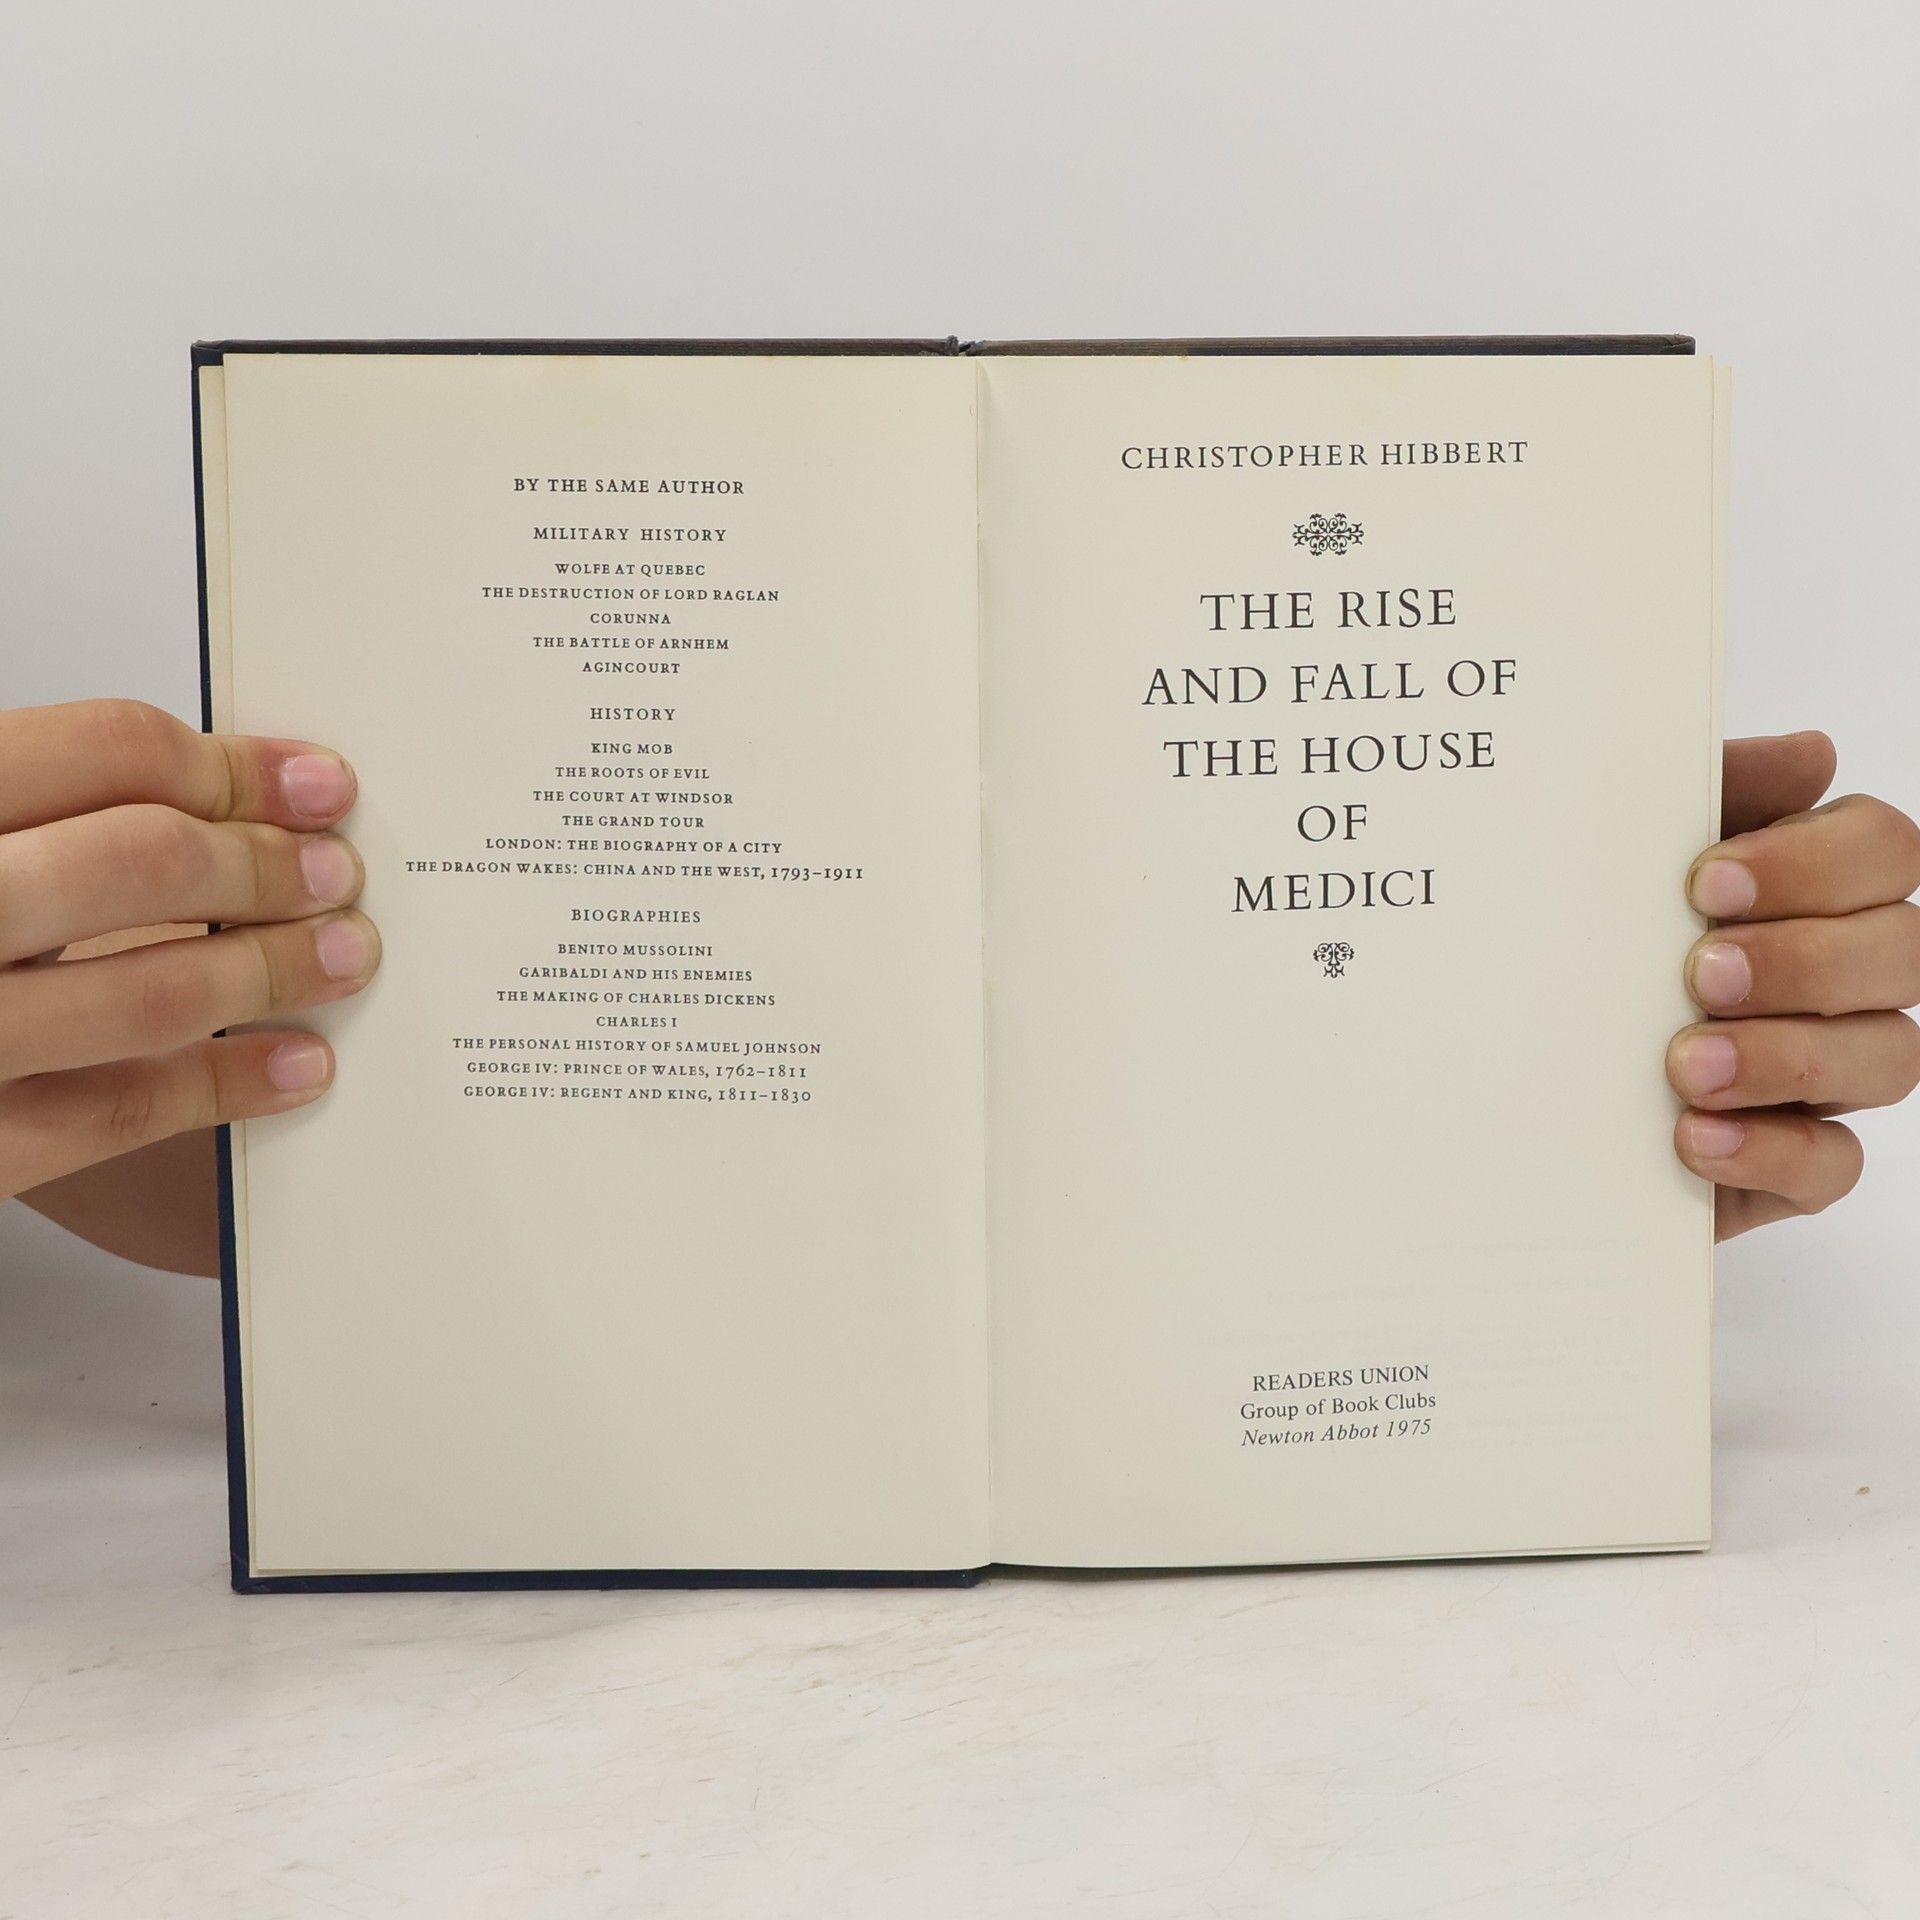 BY THE SAME AUTHOR
MILITARY HISTORY
WOLFE AT QUEBEC
THE DESTRUCTION OF LORD RAGLAN
CORUNNA
THE BATTLE OF ARNHEM
AGINCOURT
HISTORY
KING MOB
THE ROOTS OF EVIL
THE COURT AT WINDSOR
THE GRAND TOUR
LONDON: THE BIOGRAPHY OF A CITY
THE DRAGON WAKES: CHINA AND THE WEST, 1793–1911
BIOGRAPHIES
BENITO MUSSOLINI
GARIBALDI AND HIS ENEMIES
THE MAKING OF CHARLES DICKENS
CHARLES I
THE PERSONAL HISTORY OF SAMUEL JOHNSON
GEORGE IV: PRINCE OF WALES, 1762–1811
GEORGE IV: REGENT AND KING, 1811–1830
CHRISTOPHER HIBBERT
THE RISE
AND FALL OF
THE HOUSE
OF
MEDICI
READERS UNION
Group of Book Clubs
Newton Abbot 1975